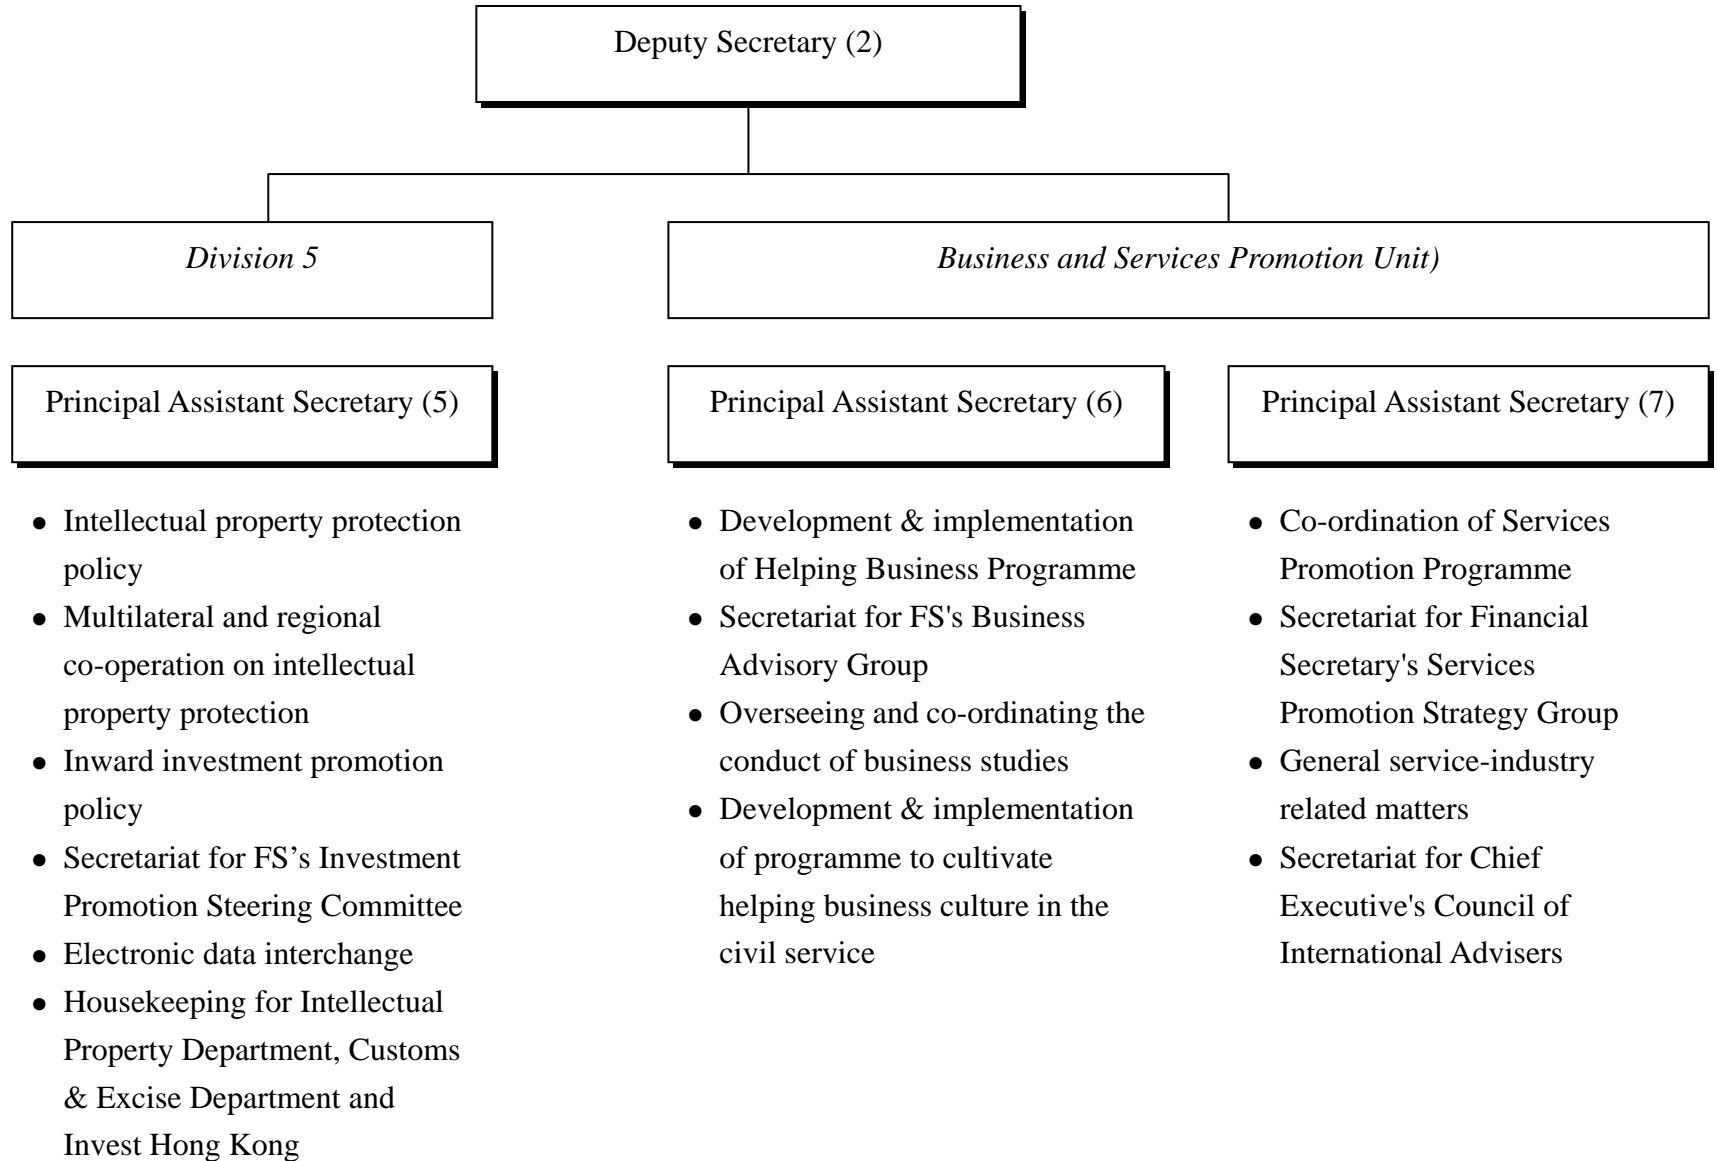 Deputy Secretary (2)
Division 5
Business and Services Promotion Unit)
Principal Assistant Secretary (5)
● Intellectual property protection
policy
● Multilateral and regional
co-operation on intellectual
property protection
● Inward investment promotion
policy
● Secretariat for FS’s Investment
Promotion Steering Committee
● Electronic data interchange
● Housekeeping for Intellectual
Property Department, Customs
& Excise Department and
Invest Hong Kong
Principal Assistant Secretary (6)
● Development & implementation
of Helping Business Programme
● Secretariat for FS's Business
Advisory Group
● Overseeing and co-ordinating the
conduct of business studies
● Development & implementation
of programme to cultivate
helping business culture in the
civil service
Principal Assistant Secretary (7)
● Co-ordination of Services
Promotion Programme
● Secretariat for Financial
Secretary's Services
Promotion Strategy Group
● General service-industry
related matters
● Secretariat for Chief
Executive's Council of
International Advisers